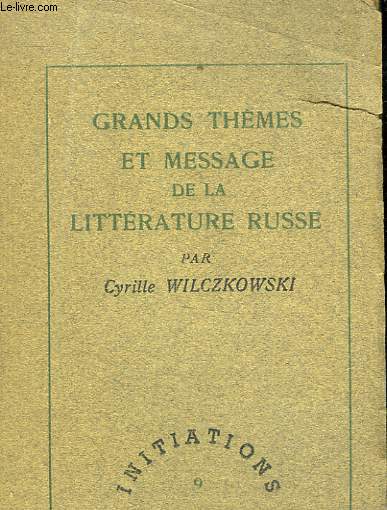 Le-livre.com
GRANDS THÈMES
ET MESSAGE
DE LA
LITTÉRATURE RUSSE
PAR
Cyrille WILCZKOWSKI
INITIATIONS
9